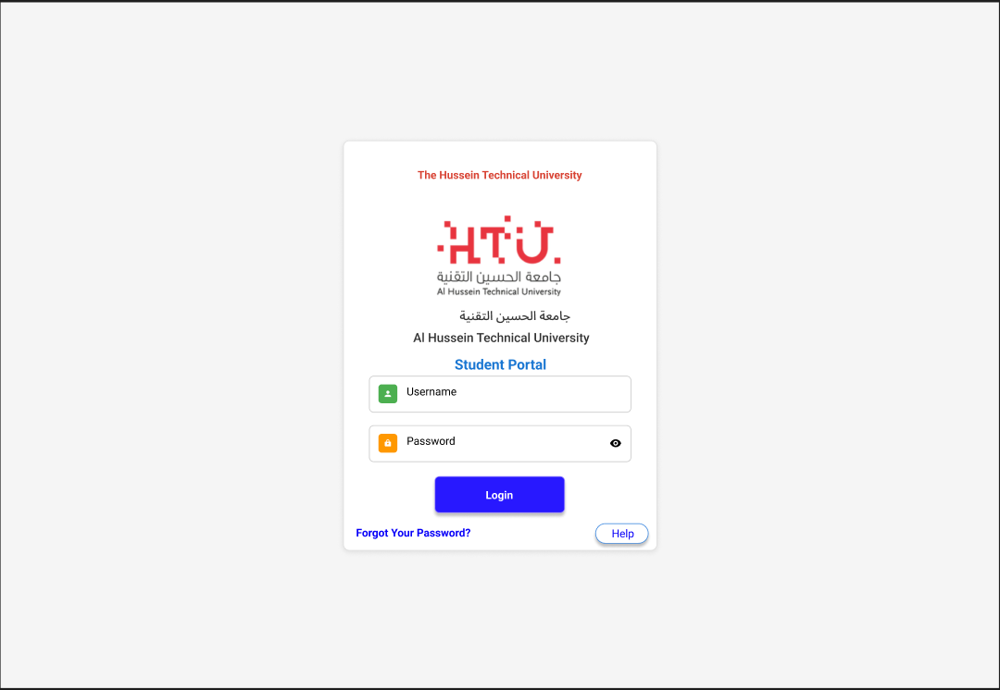 The Hussein Technical University
HTU
جامعة الحسين التقنية
Al Hussein Technical University
جامعة الحسين التقنية
Al Hussein Technical University
Student Portal
Username
Password
Login
Forgot Your Password?
Help